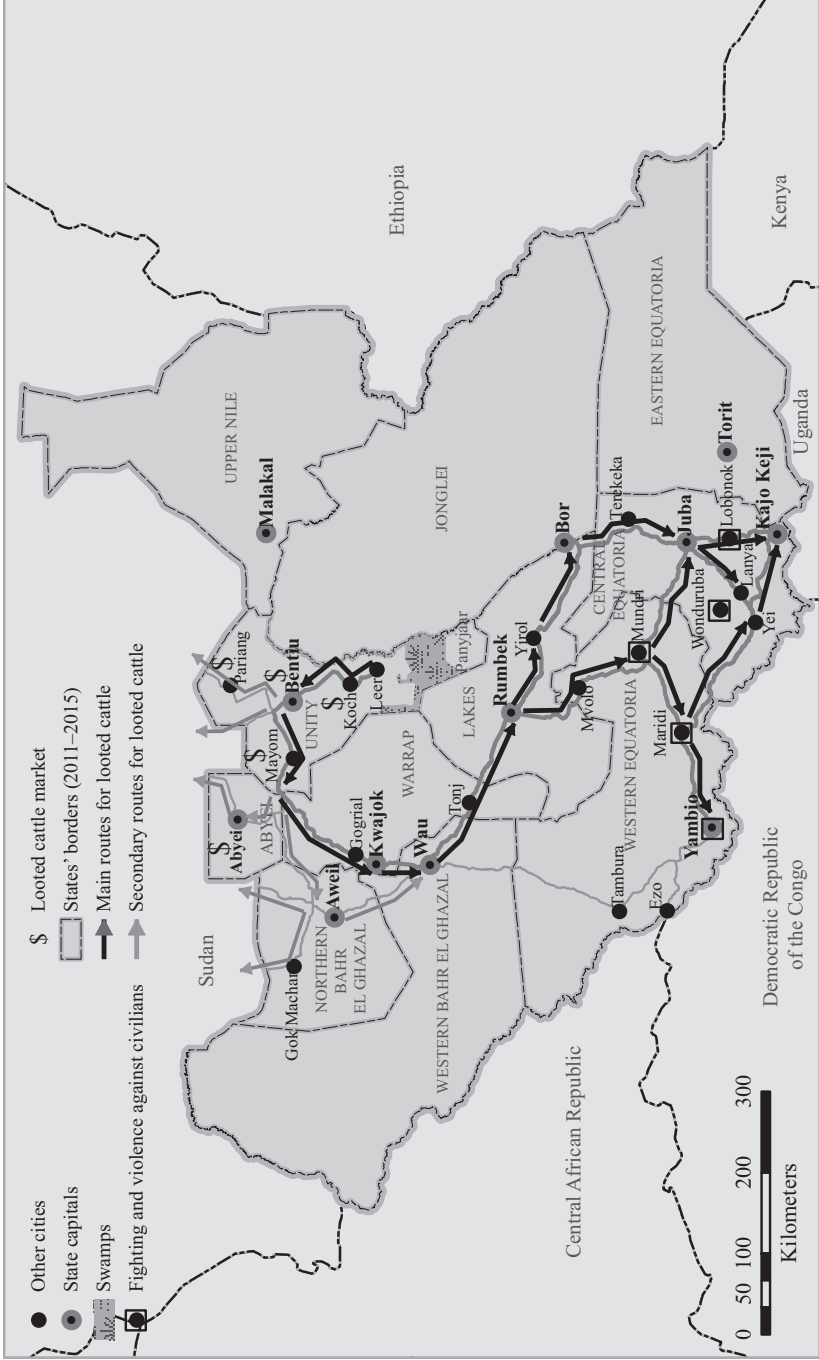 Other cities
State capitals
Swamps
Fighting and violence against civilians
$ Looted cattle market
States' borders (2011–2015)
Main routes for looted cattle
Secondary routes for looted cattle
Sudan
Ethiopia
Kenya
Uganda
Democratic Republic
of the Congo
Central African Republic
UPPER NILE
Malakal
JONGLEI
$
Pariang
$
Bentiu
UNITY
$
Koch
Leer
$
Mayom
$
Abyei
ABYEI
Panyjaar
Gok Machar
NORTHERN
BAHR
EL GHAZAL
Aweil
Gogrial
Kwajok
WARRAP
Wau
WESTERN BAHR EL GHAZAL
Tonj
LAKES
Rumbek
Yirol
Bor
Mvolo
CENTRAL
EQUATORIA
Terekeka
EASTERN EQUATORIA
Mundri
Juba
WESTERN EQUATORIA
Maridi
Tambura
Ezo
Yambio
Wonduruba
Lobonok
Torit
Lanya
Yei
Kajo Keji
0 50 100 200 300
Kilometers